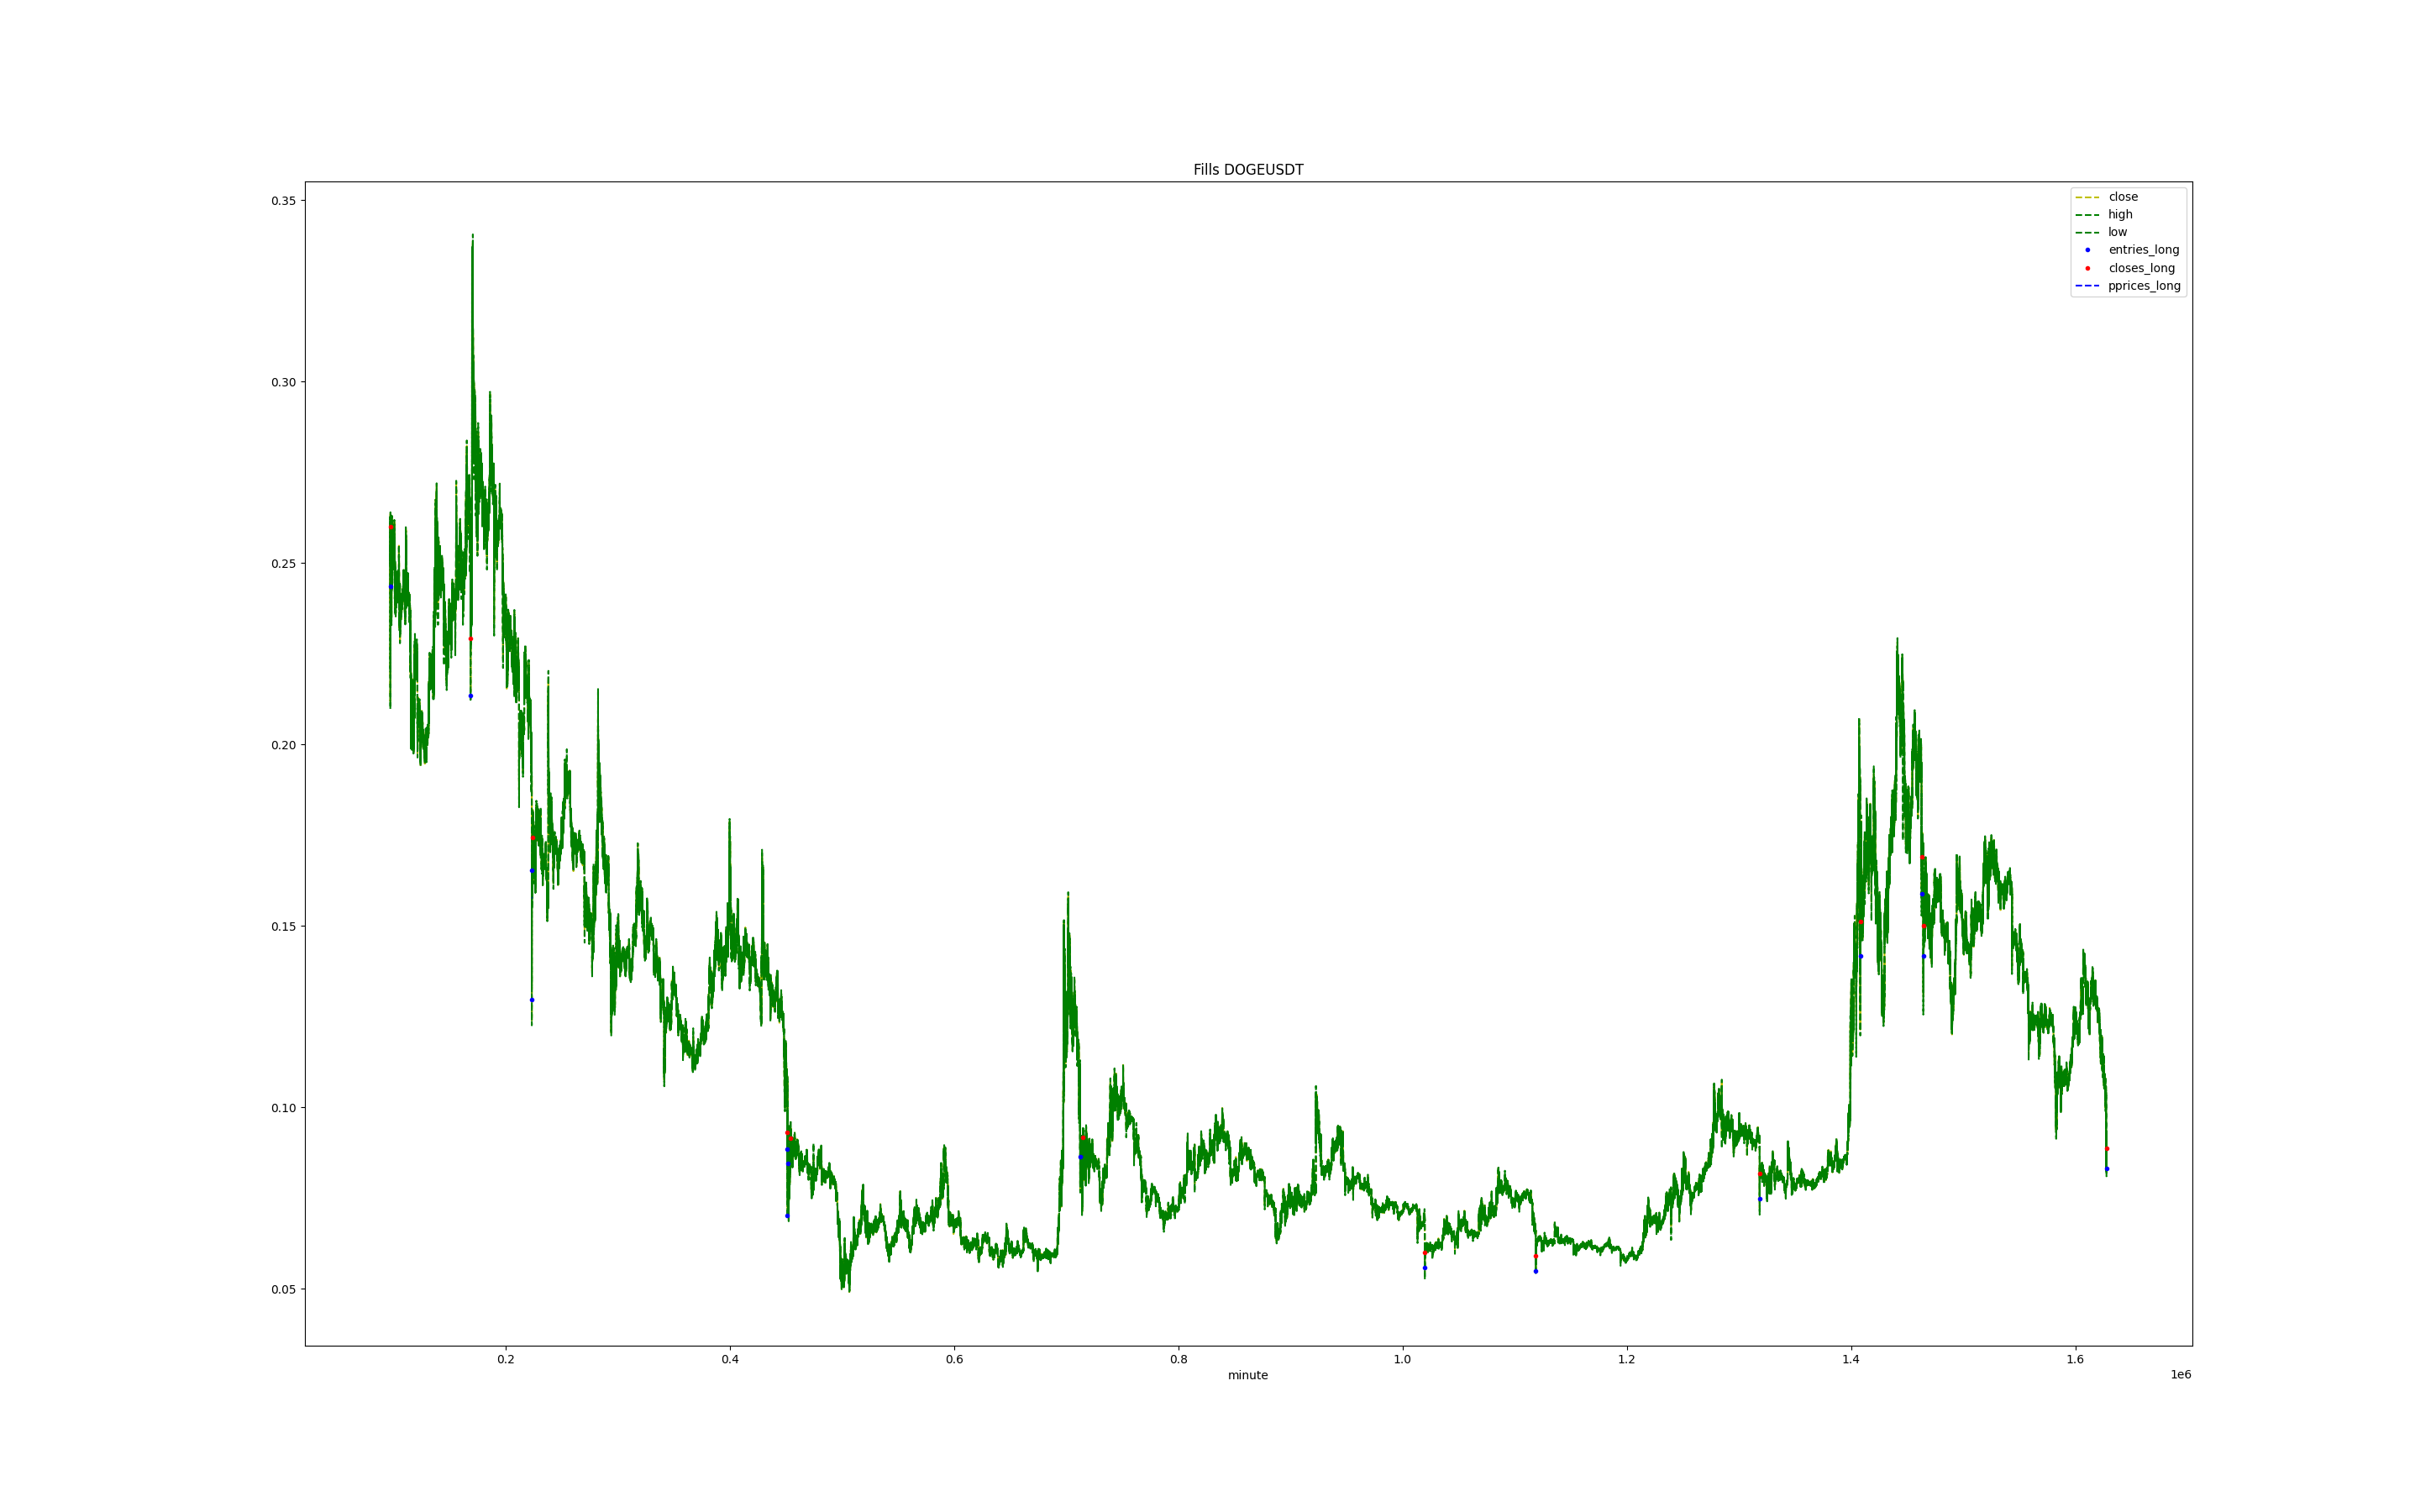 Fills DOGEUSDT
close
high
low
entries_long
closes_long
pprices_long
0.35
0.30
0.25
0.20
0.15
0.10
0.05
0.2
0.4
0.6
0.8
1.0
1.2
1.4
1.6
minute
1e6